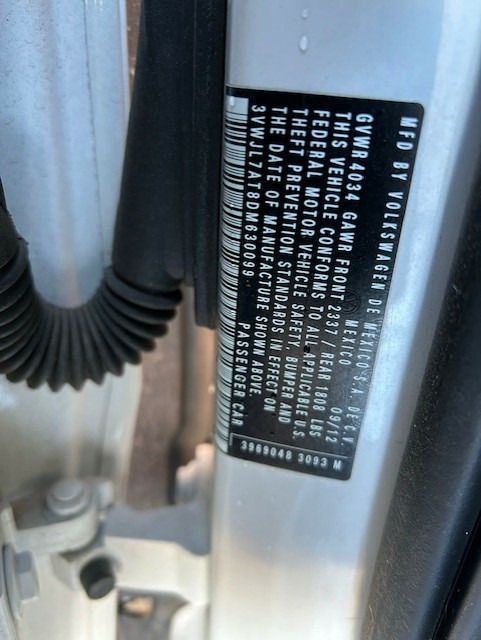 MFD BY VOLKSWAGEN DE MEXICO S.A. DE C.V.
MEXICO 09/12
GVWR 4034 GAWR FRONT 2337 / REAR 1808 LBS
THIS VEHICLE CONFORMS TO ALL APPLICABLE U.S.
FEDERAL MOTOR VEHICLE SAFETY, BUMPER AND
THEFT PREVENTION STANDARDS IN EFFECT ON
THE DATE OF MANUFACTURE SHOWN ABOVE.
3VWJL7AT8DM630099 PASSENGER CAR
3969048 3093 M